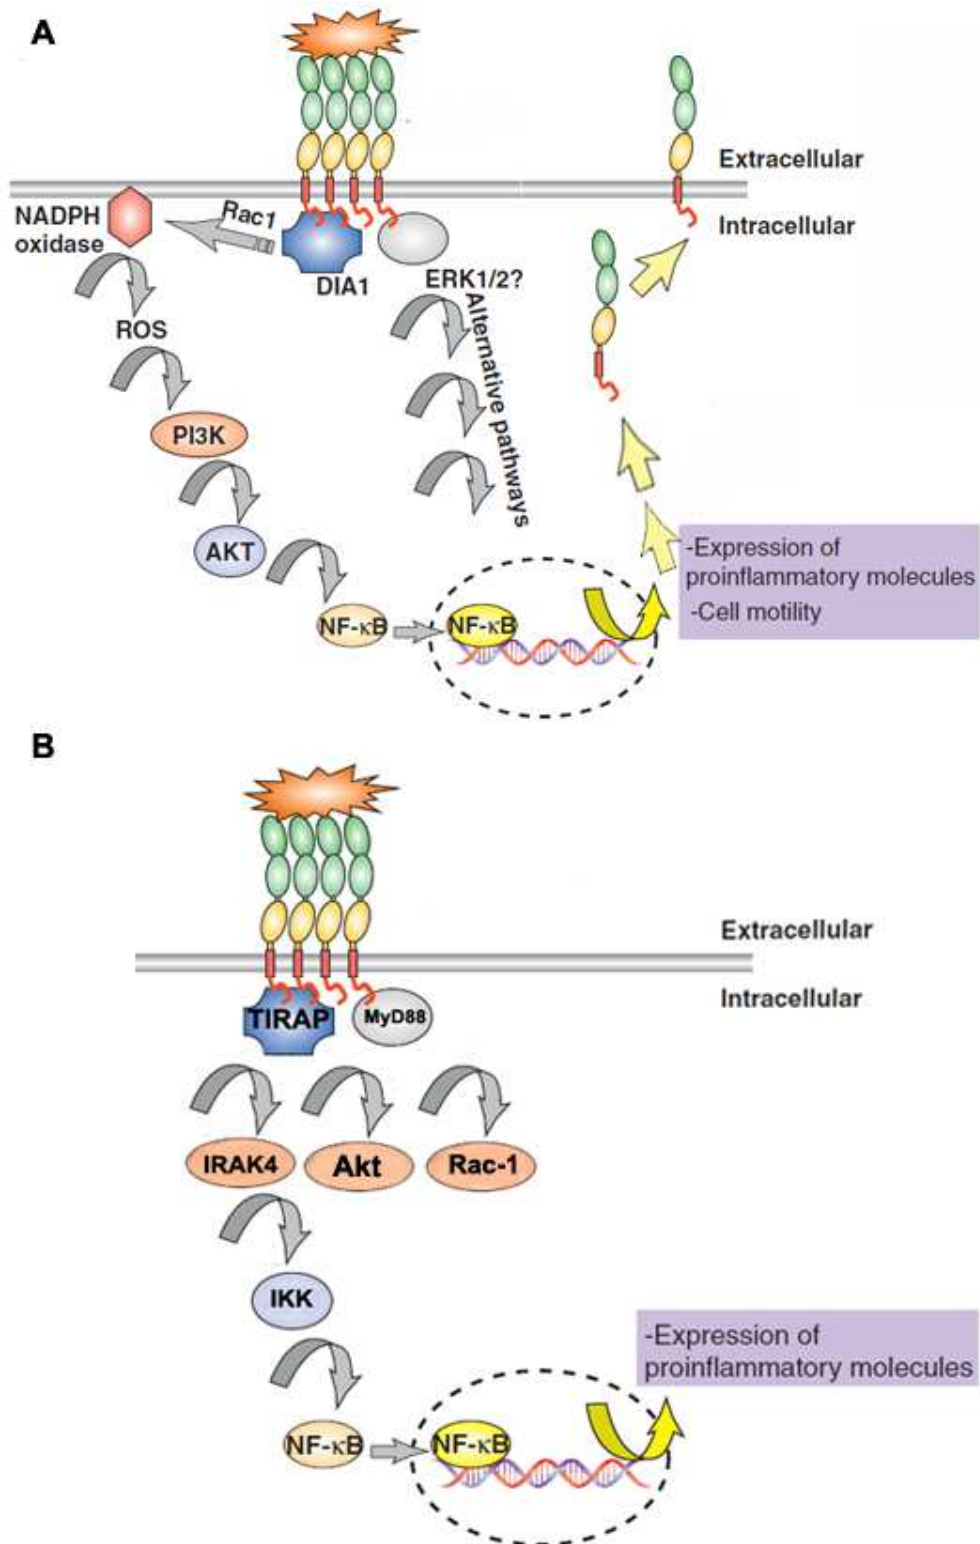 A
Extracellular
Intracellular
NADPH
oxidase
Rac1
DIA1
ERK1/2?
Alternative pathways
ROS
PI3K
AKT
NF-κB
NF-κB
-Expression of
proinflammatory molecules
-Cell motility
B
Extracellular
Intracellular
TIRAP
MyD88
IRAK4
Akt
Rac-1
IKK
NF-κB
NF-κB
-Expression of
proinflammatory molecules